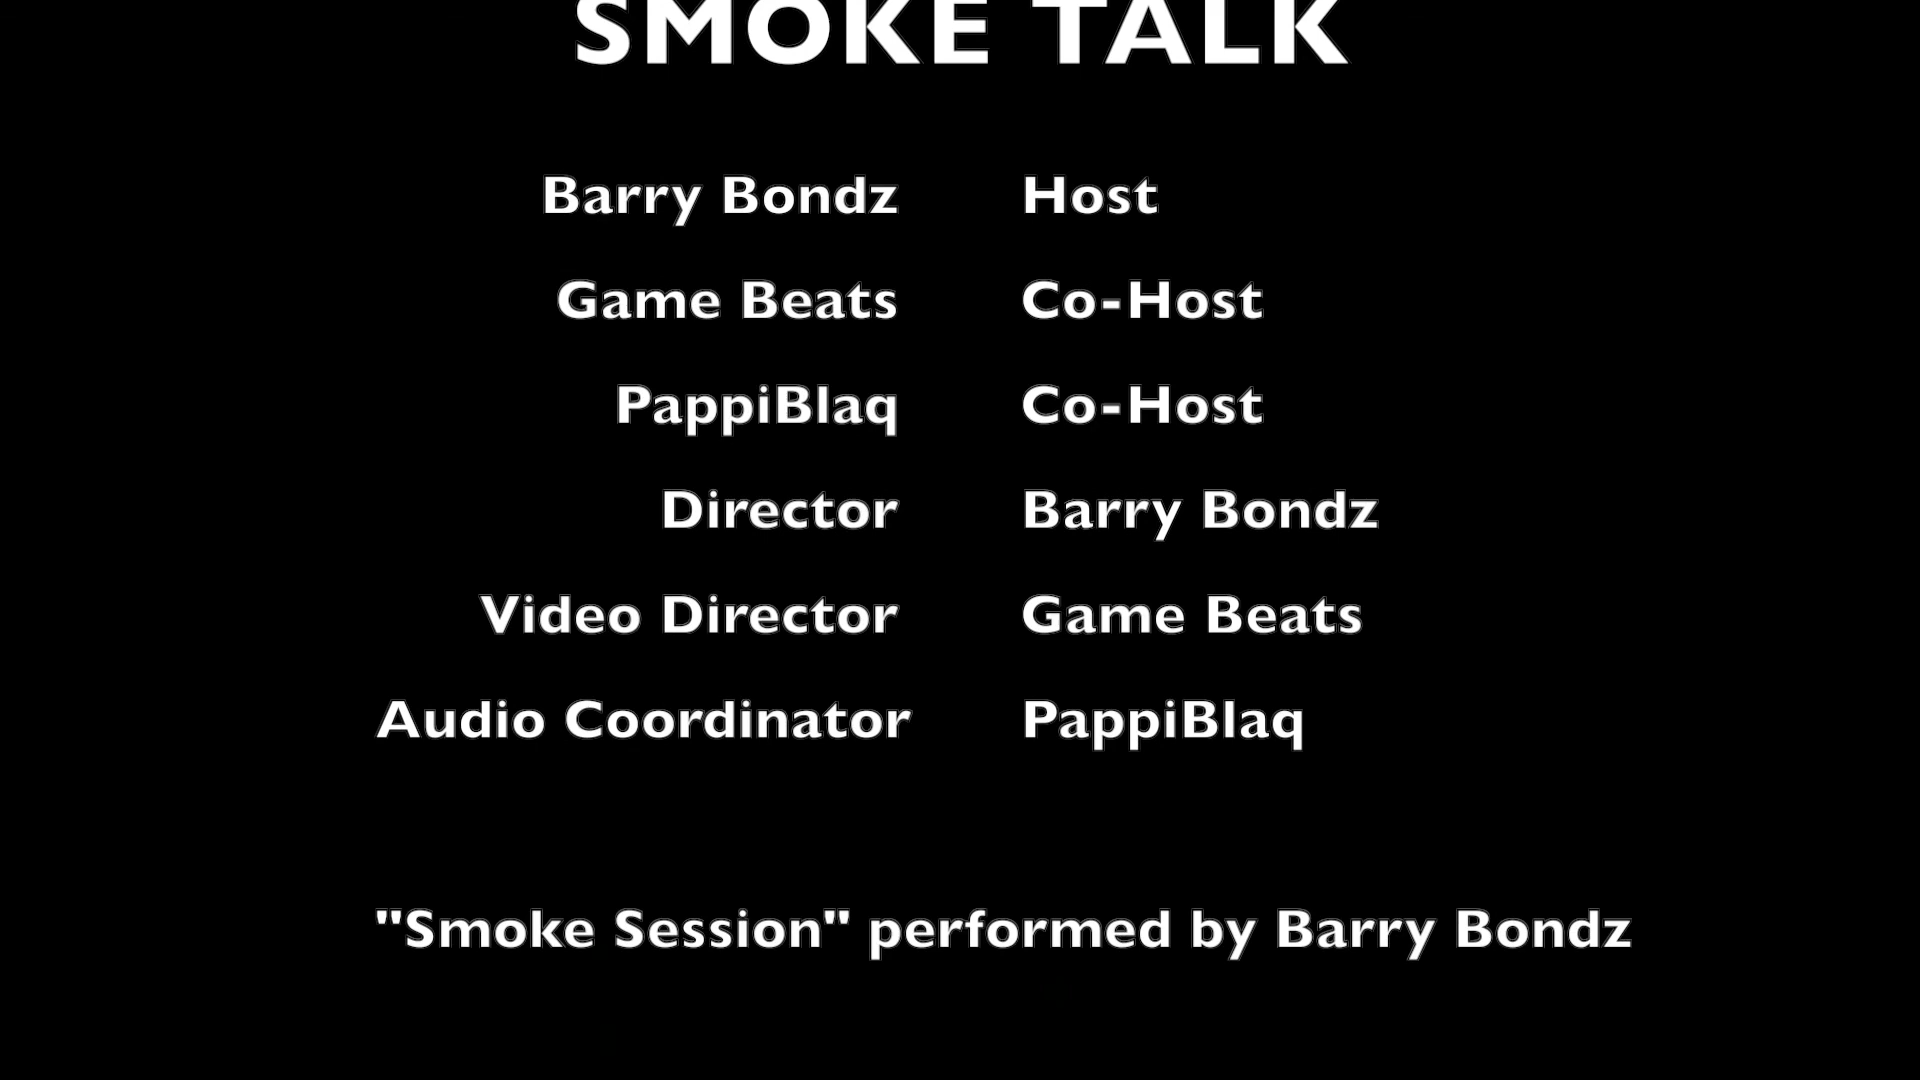 SMOKE TALK
Barry Bondz Host
Game Beats Co-Host
PappiBlaq Co-Host
Director Barry Bondz
Video Director Game Beats
Audio Coordinator PappiBlaq
"Smoke Session" performed by Barry Bondz